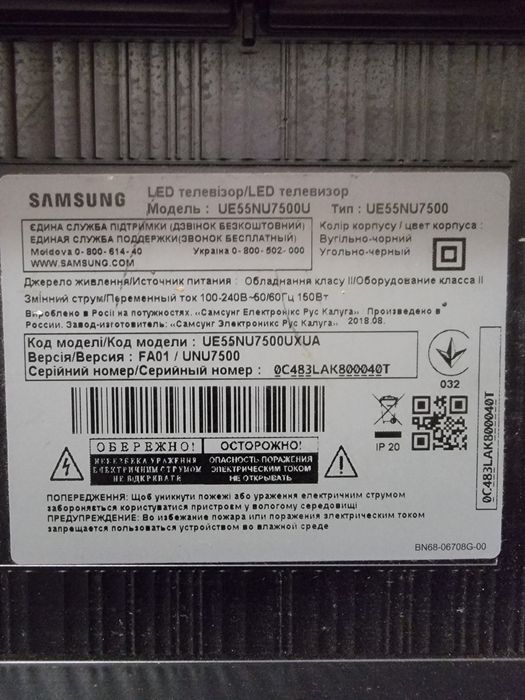 SAMSUNG
LED телевізор/LED телевизор
Модель : UE55NU7500U Тип : UE55NU7500
ЄДИНА СЛУЖБА ПІДТРИМКИ (ДЗВІНОК БЕЗКОШТОВНИЙ)
ЕДИНАЯ СЛУЖБА ПОДДЕРЖКИ(ЗВОНОК БЕСПЛАТНЫЙ)
Moldova 0-800-614-40 Україна 0-800-502-000
WWW.SAMSUNG.COM
Колір корпусу / цвет корпуса :
Вугільно-чорний
Угольно-черный
Джерело живлення/Источник питания : Обладнання класу II/Оборудование класса II
Змінний струм/Переменный ток 100-240В~50/60Гц 150Вт
Вироблено в Росії на потужностях. «Самсунг Електронікс Рус Калуга». Произведено в
России. Завод-изготовитель: «Самсунг Электроникс Рус Калуга». 2018.08.
Код моделі/Код модели : UE55NU7500UXUA
Версія/Версия : FA01 / UNU7500
Серійний номер/Серийный номер : 0C483LAK800040T
032
IP 20
0C483LAK800040T
ОБЕРЕЖНО!
НЕБЕЗПЕКА УРАЖЕННЯ
ЕЛЕКТРИЧНИМ СТРУМОМ
НЕ ВІДКРИВАТИ
ОСТОРОЖНО!
ОПАСНОСТЬ ПОРАЖЕНИЯ
ЭЛЕКТРИЧЕСКИМ ТОКОМ
НЕ ОТКРЫВАТЬ
ПОПЕРЕДЖЕННЯ: Щоб уникнути пожежі або ураження електричним струмом
забороняється користуватися пристроєм у вологому середовищі
ПРЕДУПРЕЖДЕНИЕ: Во избежание пожара или поражения электрическим током
запрещается пользоваться устройством во влажной среде
BN68-06708G-00